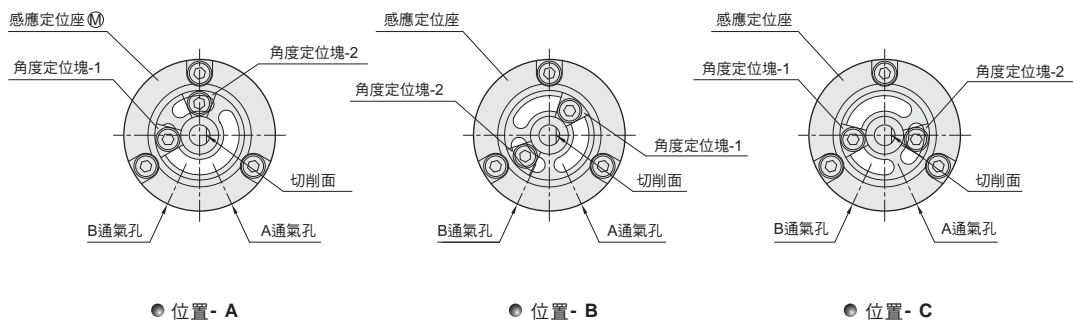 感應定位座Ⓜ
角度定位塊-1
角度定位塊-2
切削面
B通氣孔
A通氣孔
位置- A
感應定位座
角度定位塊-2
角度定位塊-1
切削面
B通氣孔
A通氣孔
位置- B
感應定位座
角度定位塊-1
角度定位塊-2
切削面
B通氣孔
A通氣孔
位置- C